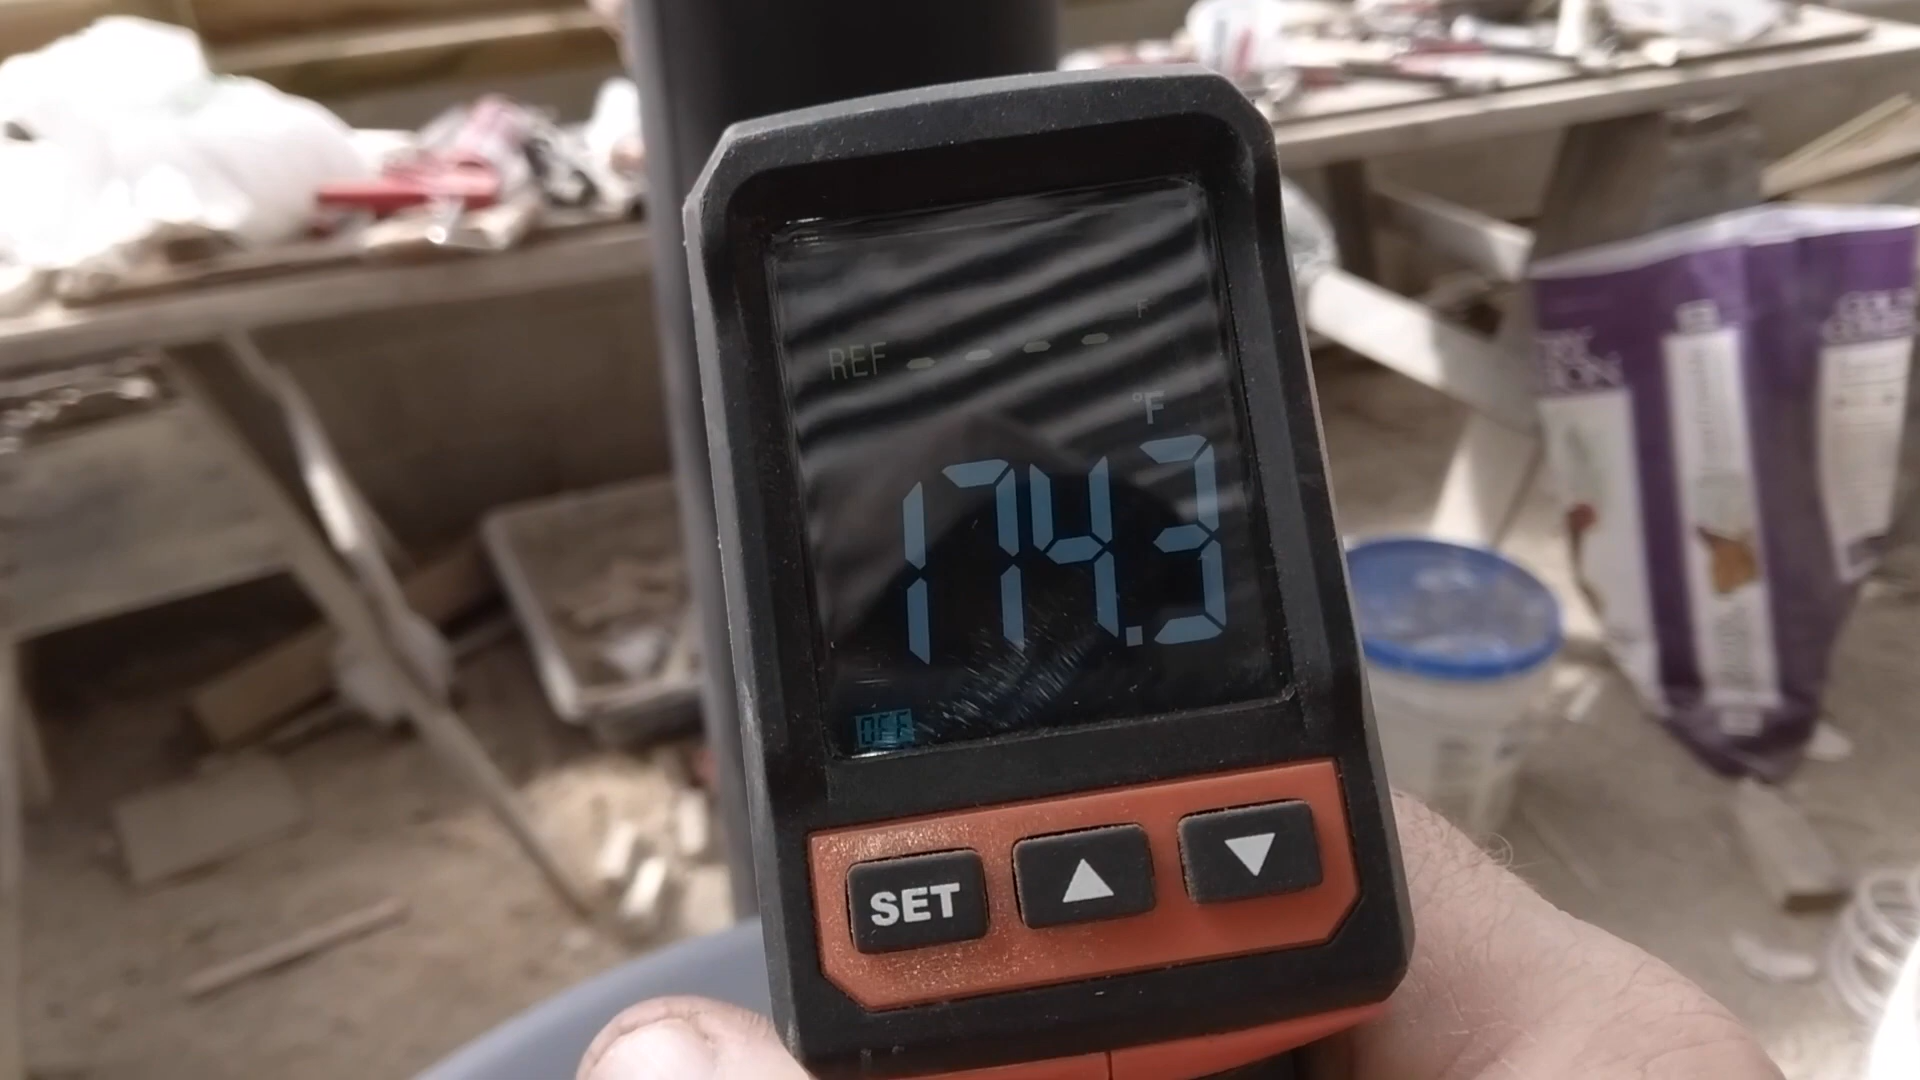 REF - - - - F
°F
174.3
OFF
SET ▲ ▼